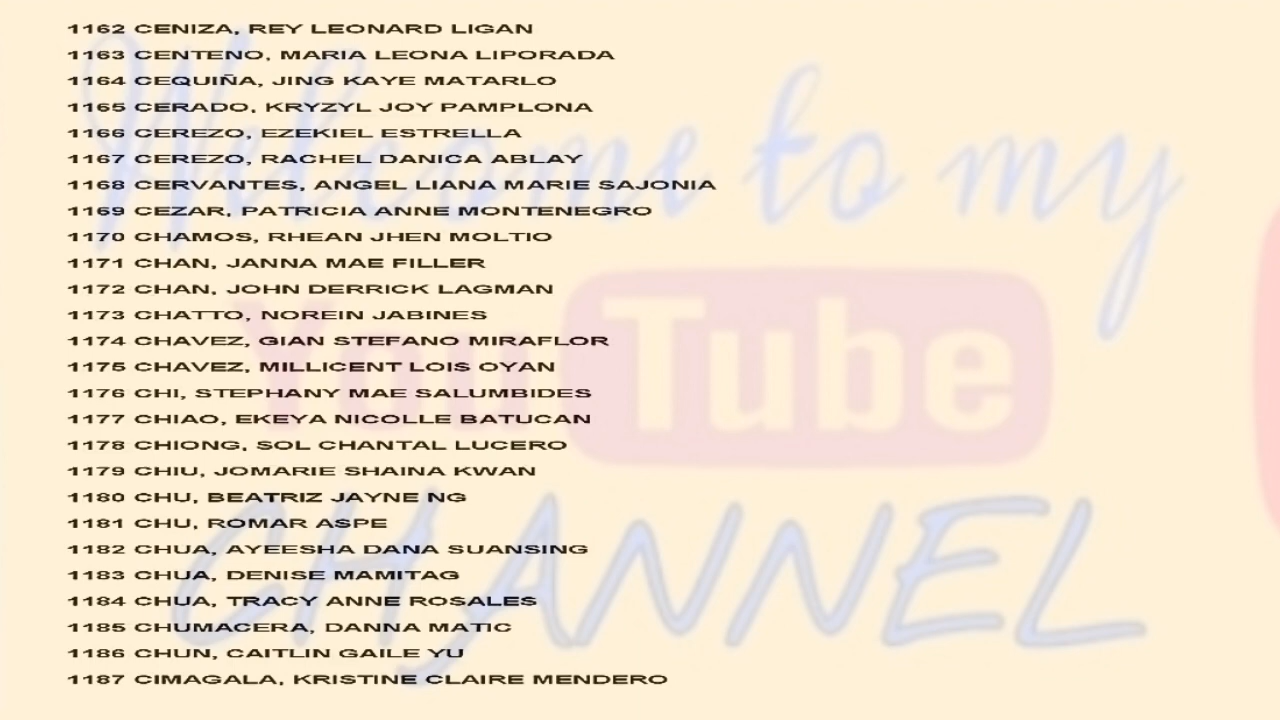 1162 CENIZA, REY LEONARD LIGAN
1163 CENTENO, MARIA LEONA LIPORADA
1164 CEQUIÑA, JING KAYE MATARLO
1165 CERADO, KRYZYL JOY PAMPLONA
1166 CEREZO, EZEKIEL ESTRELLA
1167 CEREZO, RACHEL DANICA ABLAY
1168 CERVANTES, ANGEL LIANA MARIE SAJONIA
1169 CEZAR, PATRICIA ANNE MONTENEGRO
1170 CHAMOS, RHEAN JHEN MOLTIO
1171 CHAN, JANNA MAE FILLER
1172 CHAN, JOHN DERRICK LAGMAN
1173 CHATTO, NOREIN JABINES
1174 CHAVEZ, GIAN STEFANO MIRAFLOR
1175 CHAVEZ, MILLICENT LOIS OYAN
1176 CHI, STEPHANY MAE SALUMBIDES
1177 CHIAO, EKEYA NICOLLE BATUCAN
1178 CHIONG, SOL CHANTAL LUCERO
1179 CHIU, JOMARIE SHAINA KWAN
1180 CHU, BEATRIZ JAYNE NG
1181 CHU, ROMAR ASPE
1182 CHUA, AYEESHA DANA SUANSING
1183 CHUA, DENISE MAMITAG
1184 CHUA, TRACY ANNE ROSALES
1185 CHUMACERA, DANNA MATIC
1186 CHUN, CAITLIN GAILE YU
1187 CIMAGALA, KRISTINE CLAIRE MENDERO
Welcome to my
YouTube
CHANNEL